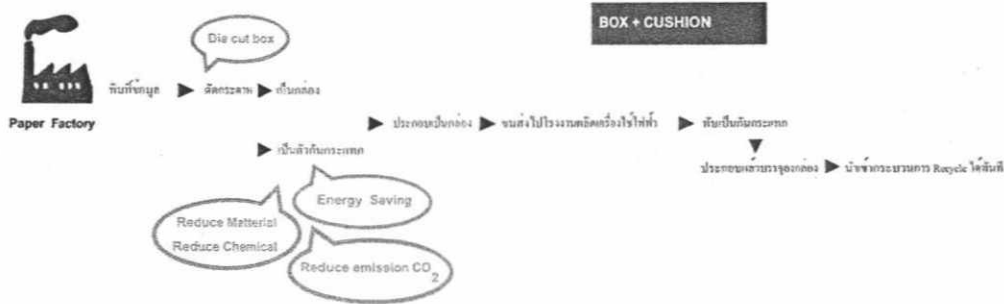 BOX + CUSHION
Die cut box
พิมพ์ข้อมูล ▶ ตัดกระดาษ ▶ เป็นกล่อง
Paper Factory
▶ ประกอบเป็นกล่อง ▶ ขนส่งไปโรงงานผลิตเครื่องใช้ไฟฟ้า ▶ พับเป็นกันกระแทก
▶ เป็นตัวกันกระแทก
▼
ประกอบแล้วบรรจุลงกล่อง ▶ นำเข้ากระบวนการ Recycle ได้ทันที
Energy Saving
Reduce Matterial
Reduce Chemical
Reduce emission CO2